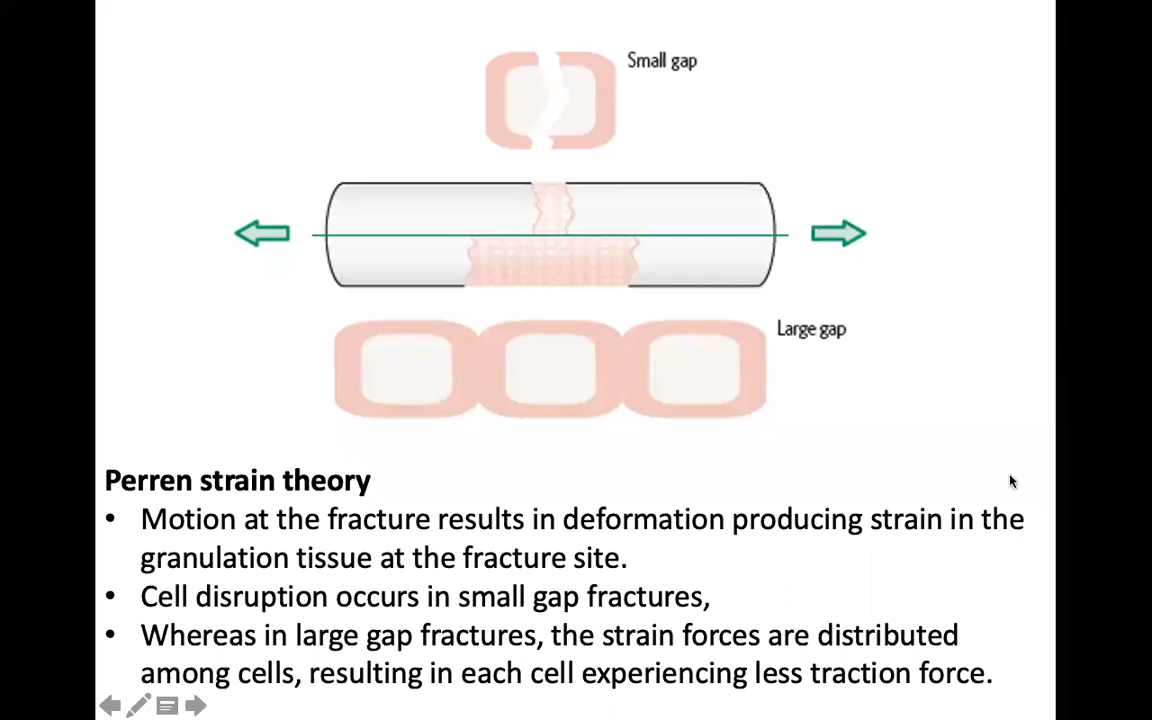 Small gap
Large gap
Perren strain theory
• Motion at the fracture results in deformation producing strain in the
granulation tissue at the fracture site.
• Cell disruption occurs in small gap fractures,
• Whereas in large gap fractures, the strain forces are distributed
among cells, resulting in each cell experiencing less traction force.